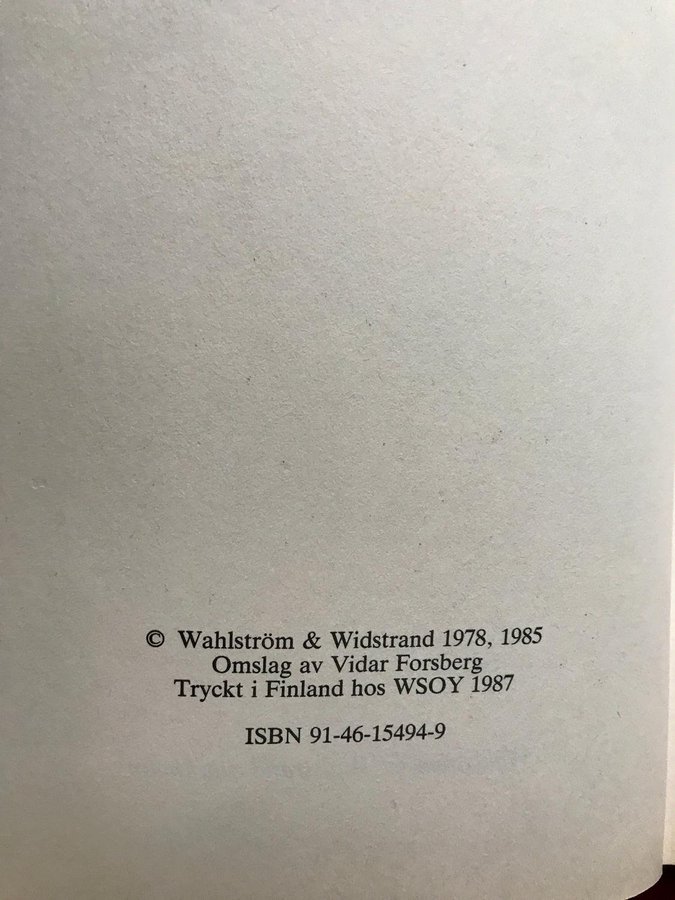 © Wahlström & Widstrand 1978, 1985
Omslag av Vidar Forsberg
Tryckt i Finland hos WSOY 1987
ISBN 91-46-15494-9